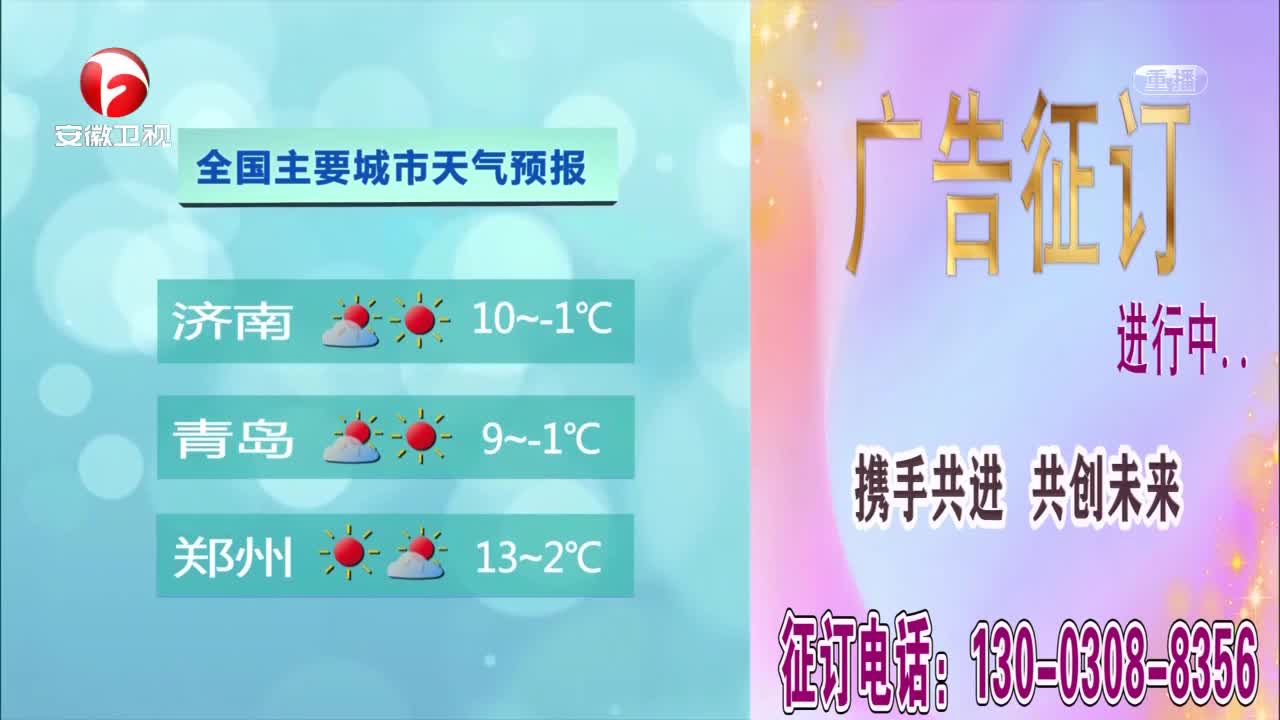 安徽卫视
全国主要城市天气预报
济南 10~-1℃
青岛 9~-1℃
郑州 13~2℃
重播
广告征订
进行中..
携手共进 共创未来
征订电话：130-0308-8356